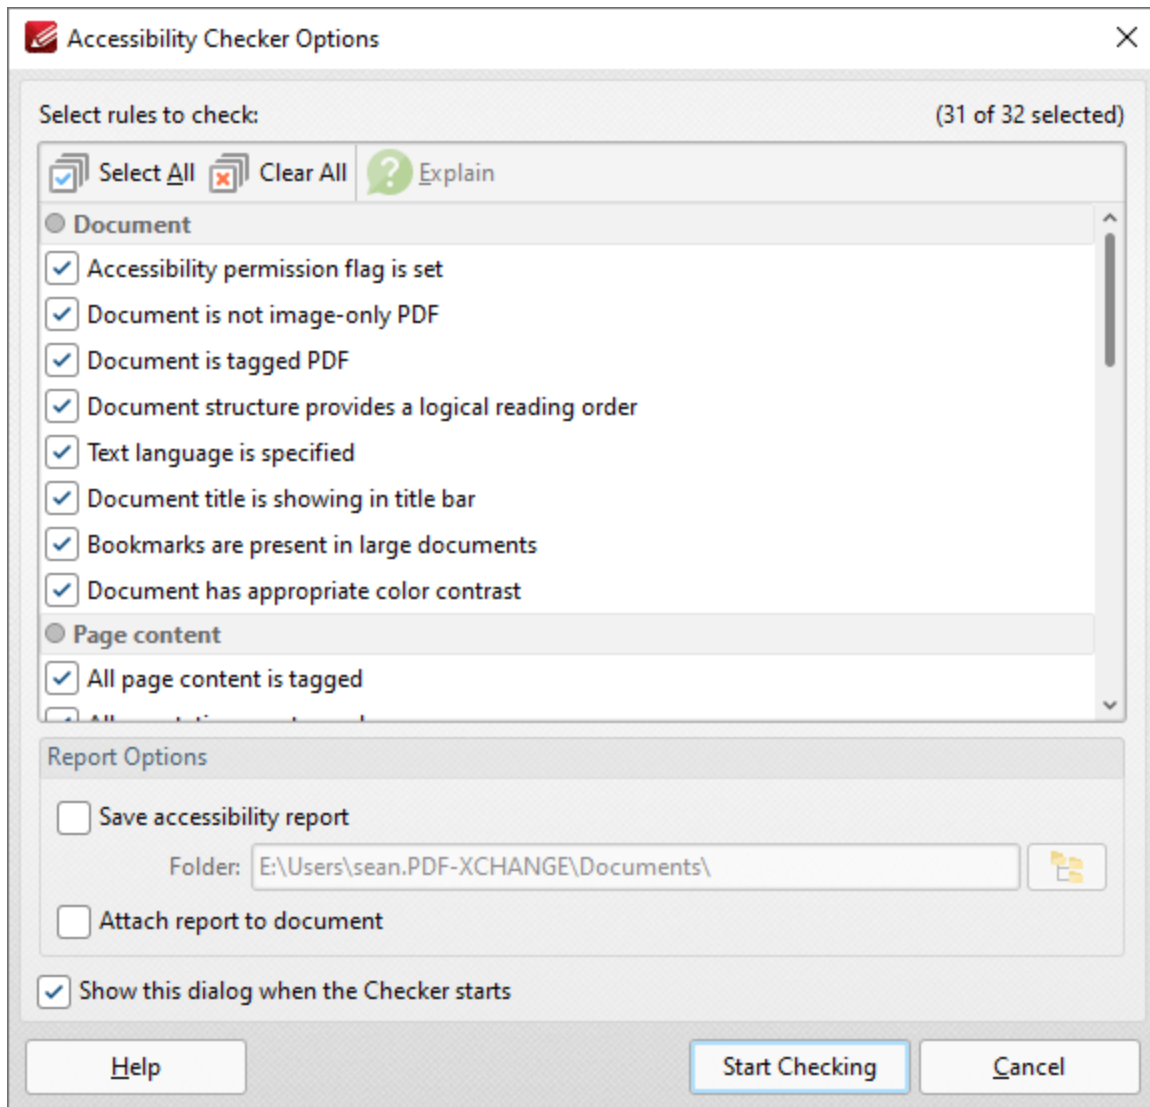 Accessibility Checker Options
Select rules to check: (31 of 32 selected)
Select All Clear All Explain
Document
Accessibility permission flag is set
Document is not image-only PDF
Document is tagged PDF
Document structure provides a logical reading order
Text language is specified
Document title is showing in title bar
Bookmarks are present in large documents
Document has appropriate color contrast
Page content
All page content is tagged
Report Options
Save accessibility report
Folder: E:\Users\sean.PDF-XCHANGE\Documents\
Attach report to document
Show this dialog when the Checker starts
Help Start Checking Cancel